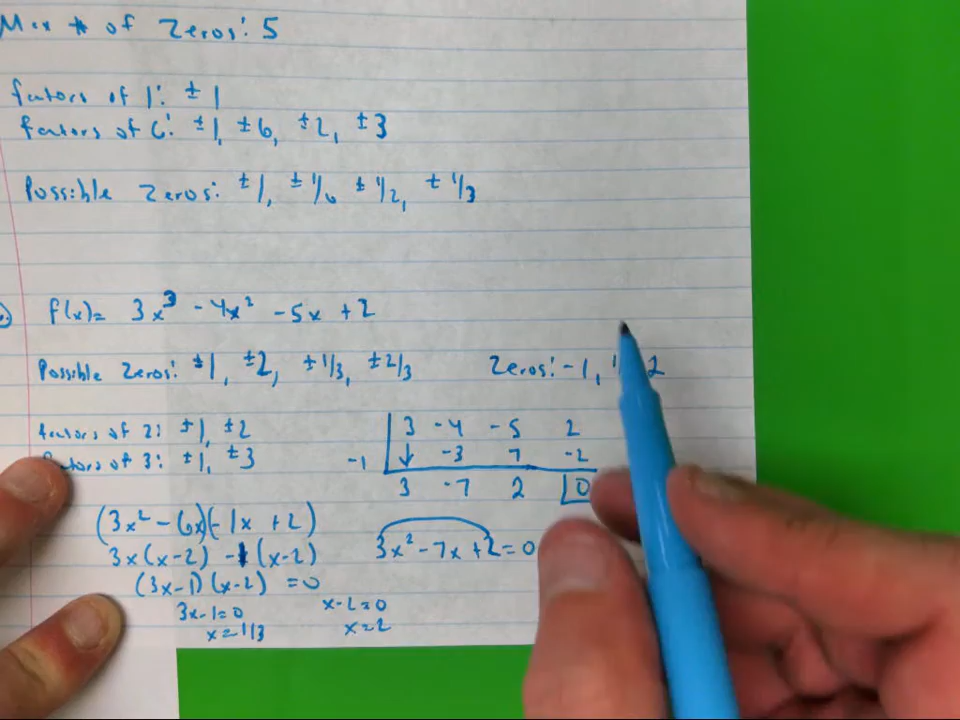 Max # of Zeros: 5
factors of 1: ± 1
factors of 6: ±1, ±6, ±2, ±3
Possible Zeros: ±1, ±1/6 ±1/2, ±1/3
f(x)= 3x³ -4x² -5x +2
Possible Zeros: ±1, ±2, ±1/3, ±2/3
Zeros: -1, 2
factors of 2: ±1, ±2
3 -4 -5 2
factors of 3: ±1, ±3
-1 ↓ -3 7 -2
3 -7 2 0
(3x² - 6x)(-1x +2)
3x² -7x +2 = 0
3x(x-2) -1(x-2)
(3x-1)(x-2) =0
3x-1=0 x-2=0
x=1/3 x=2